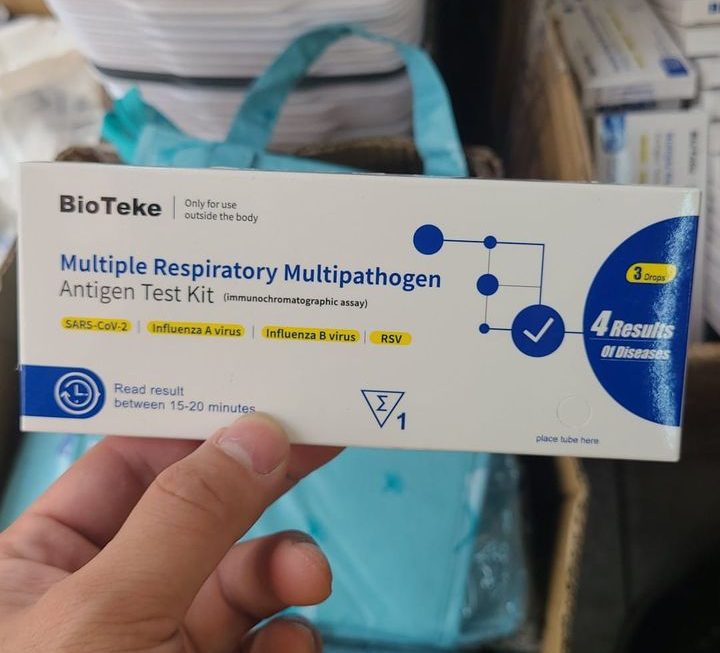 BioTeke
Only for use
outside the body
Multiple Respiratory Multipathogen
Antigen Test Kit (immunochromatographic assay)
SARS-CoV-2 | Influenza A virus | Influenza B virus | RSV
3 Drops
4 Results
Of Diseases
Read result
between 15-20 minutes
Σ
1
place tube here